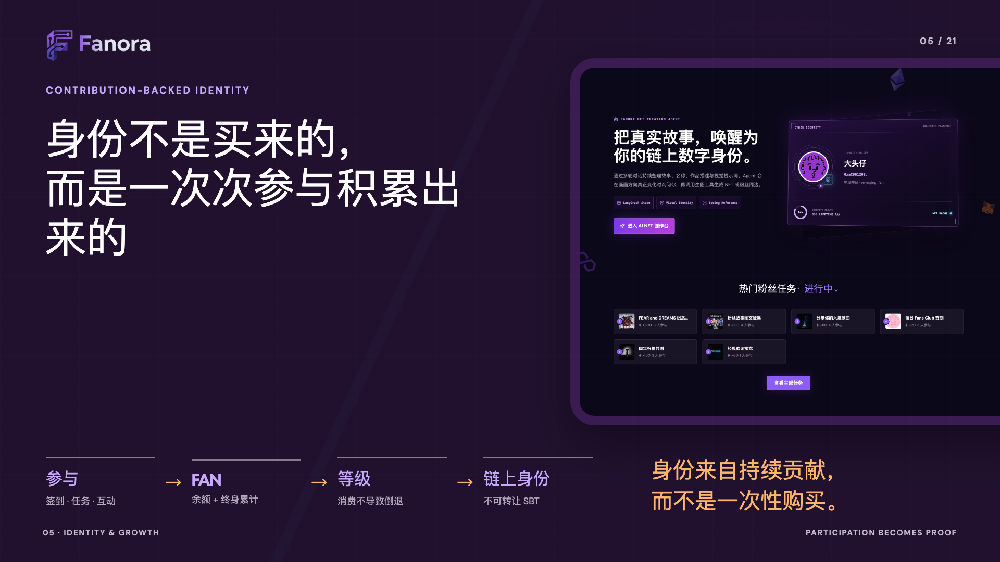 Fanora
05 / 21
CONTRIBUTION-BACKED IDENTITY
身份不是买来的，
而是一次次参与积累出
来的
FANORA NFT CREATION AGENT
把真实故事，唤醒为
你的链上数字身份。
通过多轮对话持续整理故事、名称、作品描述与视觉提示词。Agent 会
在画面方向真正变化时询问你，再调用生图工具生成 NFT 或粉丝周边。
LangGraph State
Visual Identity
BeeImg Reference
进入 AI NFT 创作台
CYBER IDENTITY
ON-CHAIN PASSPORT
IDENTITY HOLDER
大头仔
0xaC961208.
中度神经 · emerging_fan
84%
IDENTITY GROWTH
836 LIFETIME FAN
NFT BADGE
热门粉丝任务 · 进行中
1
FEAR and DREAMS 纪念...
+500· 6 人参与
2
粉丝故事图文征集
+180· 4 人参与
3
分享你的入坑歌曲
+80· 4 人参与
4
每日 Fans Club 签到
+20· 3 人参与
5
周年祝福共创
+150· 2 人参与
6
经典歌词接龙
+60· 1 人参与
查看全部任务
参与
签到 · 任务 · 互动
→
FAN
余额 + 终身累计
→
等级
消费不导致倒退
→
链上身份
不可转让 SBT
身份来自持续贡献，
而不是一次性购买。
05 · IDENTITY & GROWTH
PARTICIPATION BECOMES PROOF